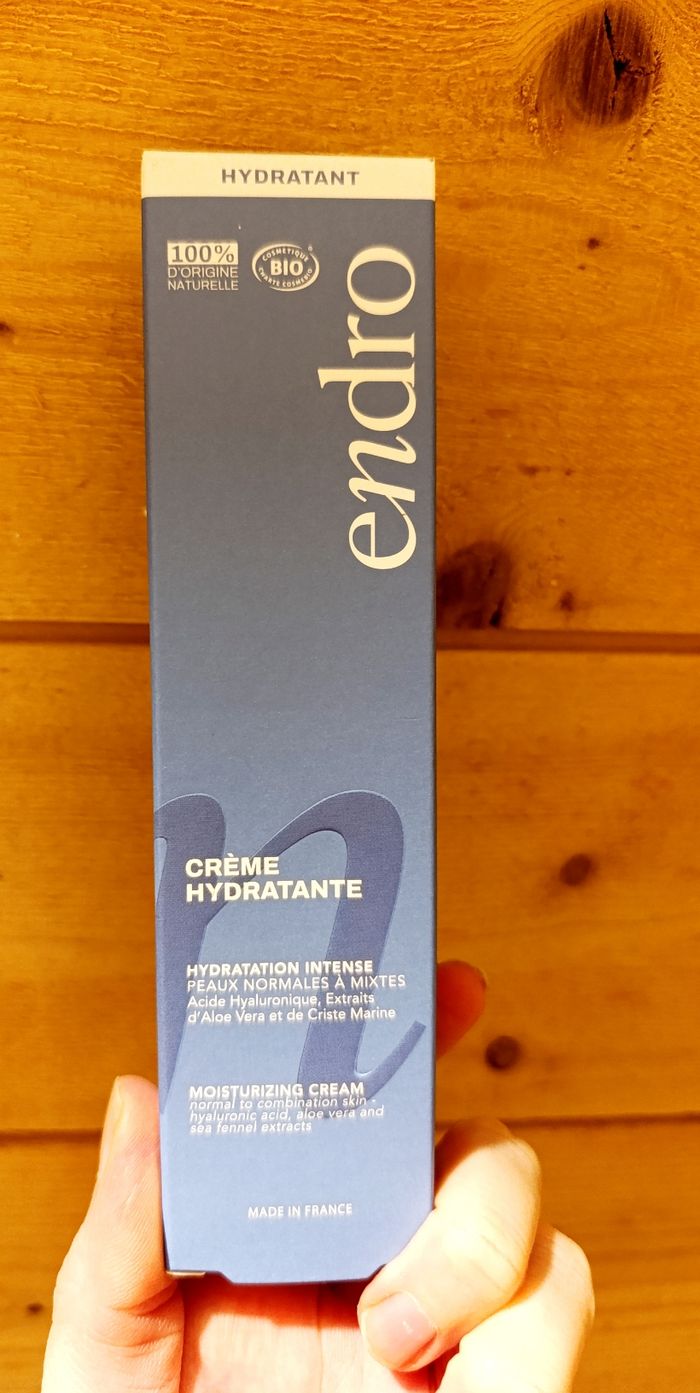 HYDRATANT
100%
D'ORIGINE
NATURELLE
COSMETIQUE
BIO
CHARTE COSMEBIO
endro
CRÈME
HYDRATANTE
HYDRATION INTENSE
PEAUX NORMALES À MIXTES
Acide Hyaluronique, Extraits
d'Aloe Vera et de Criste Marine
MOISTURIZING CREAM
normal to combination skin -
hyaluronic acid, aloe vera and
sea fennel extracts
MADE IN FRANCE